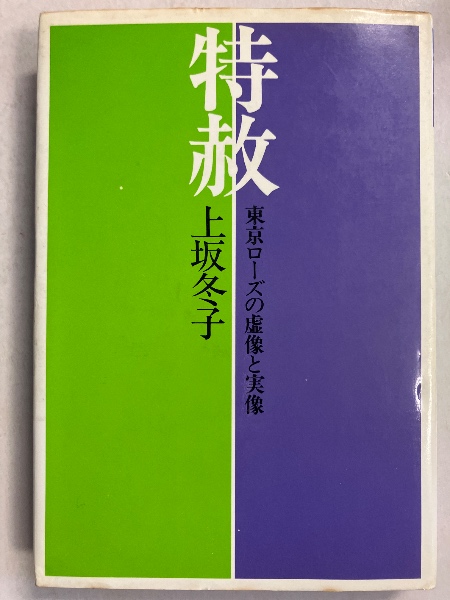 特赦
東京ローズの虚像と実像
上坂冬子